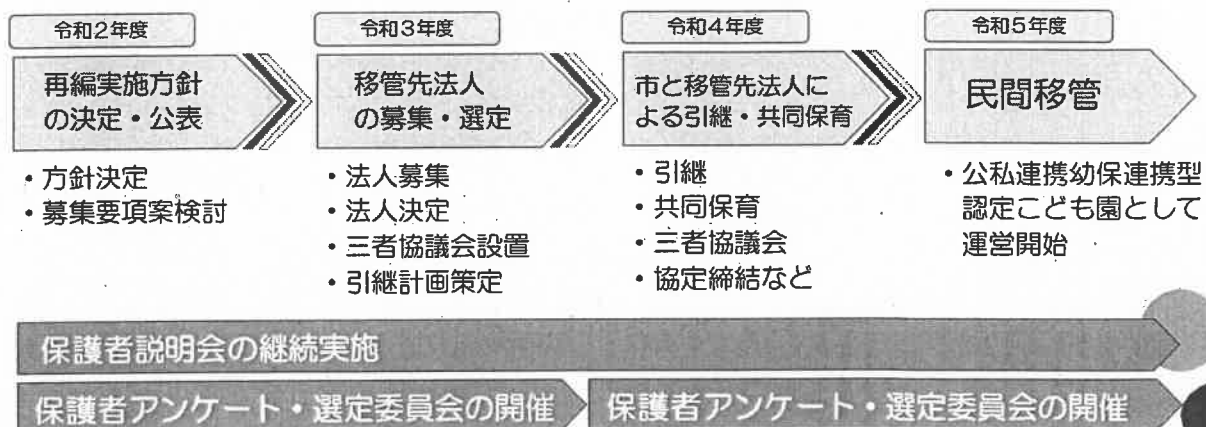 令和2年度
再編実施方針
の決定・公表
・方針決定
・募集要項案検討
令和3年度
移管先法人
の募集・選定
・法人募集
・法人決定
・三者協議会設置
・引継計画策定
令和4年度
市と移管先法人に
よる引継・共同保育
・引継
・共同保育
・三者協議会
・協定締結など
令和5年度
民間移管
・公私連携幼保連携型
認定こども園として
運営開始
保護者説明会の継続実施
保護者アンケート・選定委員会の開催
保護者アンケート・選定委員会の開催